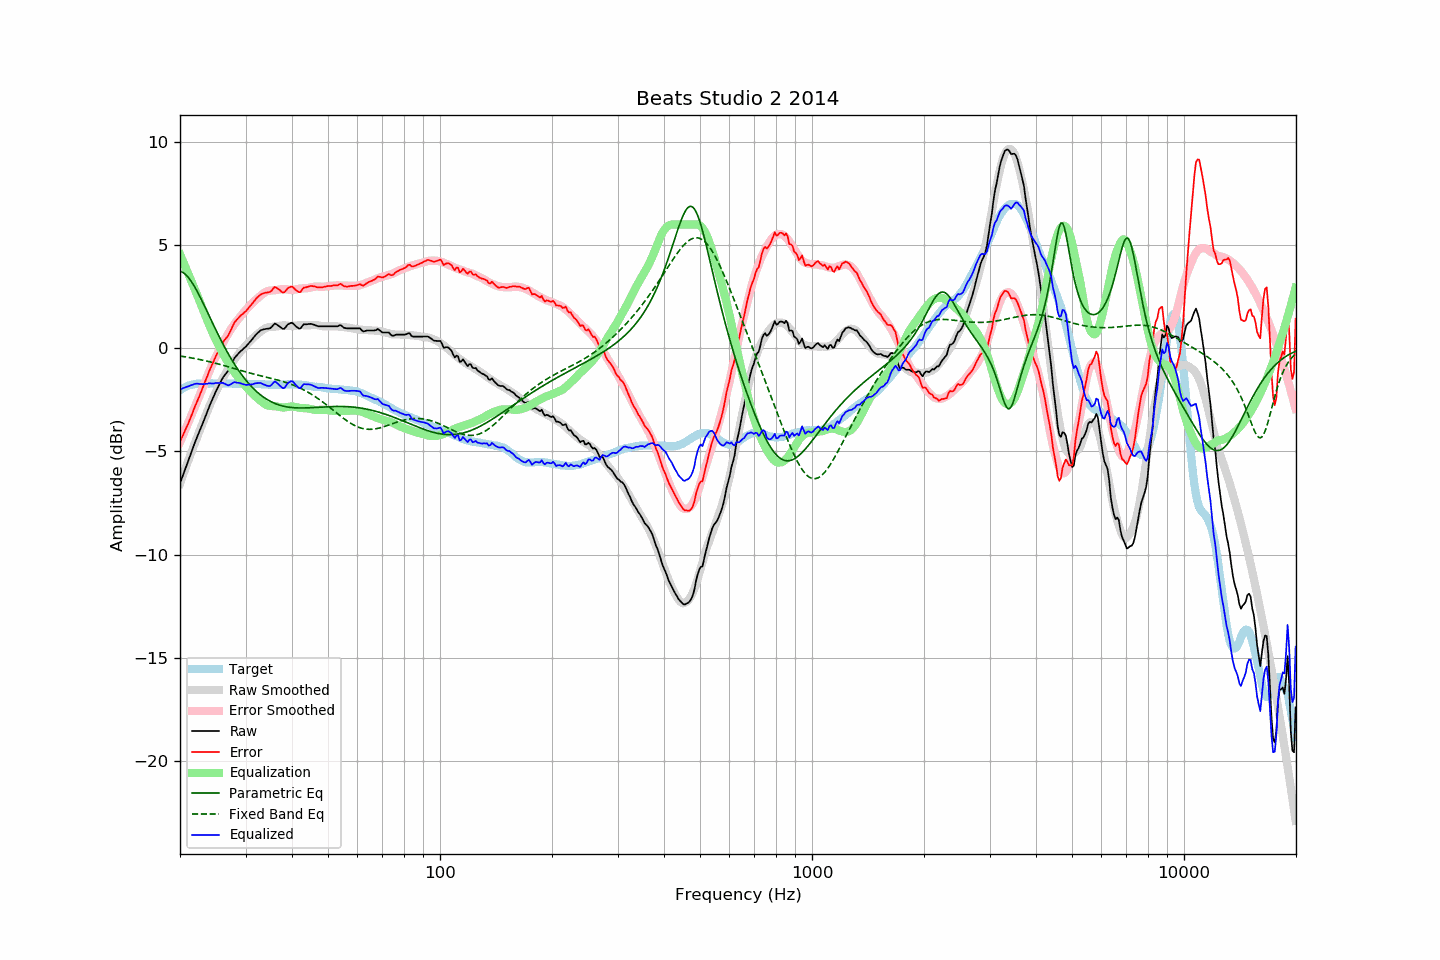 Beats Studio 2 2014
Amplitude (dBr)
10
5
0
−5
−10
−15
−20
Target
Raw Smoothed
Error Smoothed
Raw
Error
Equalization
Parametric Eq
Fixed Band Eq
Equalized
100
1000
10000
Frequency (Hz)